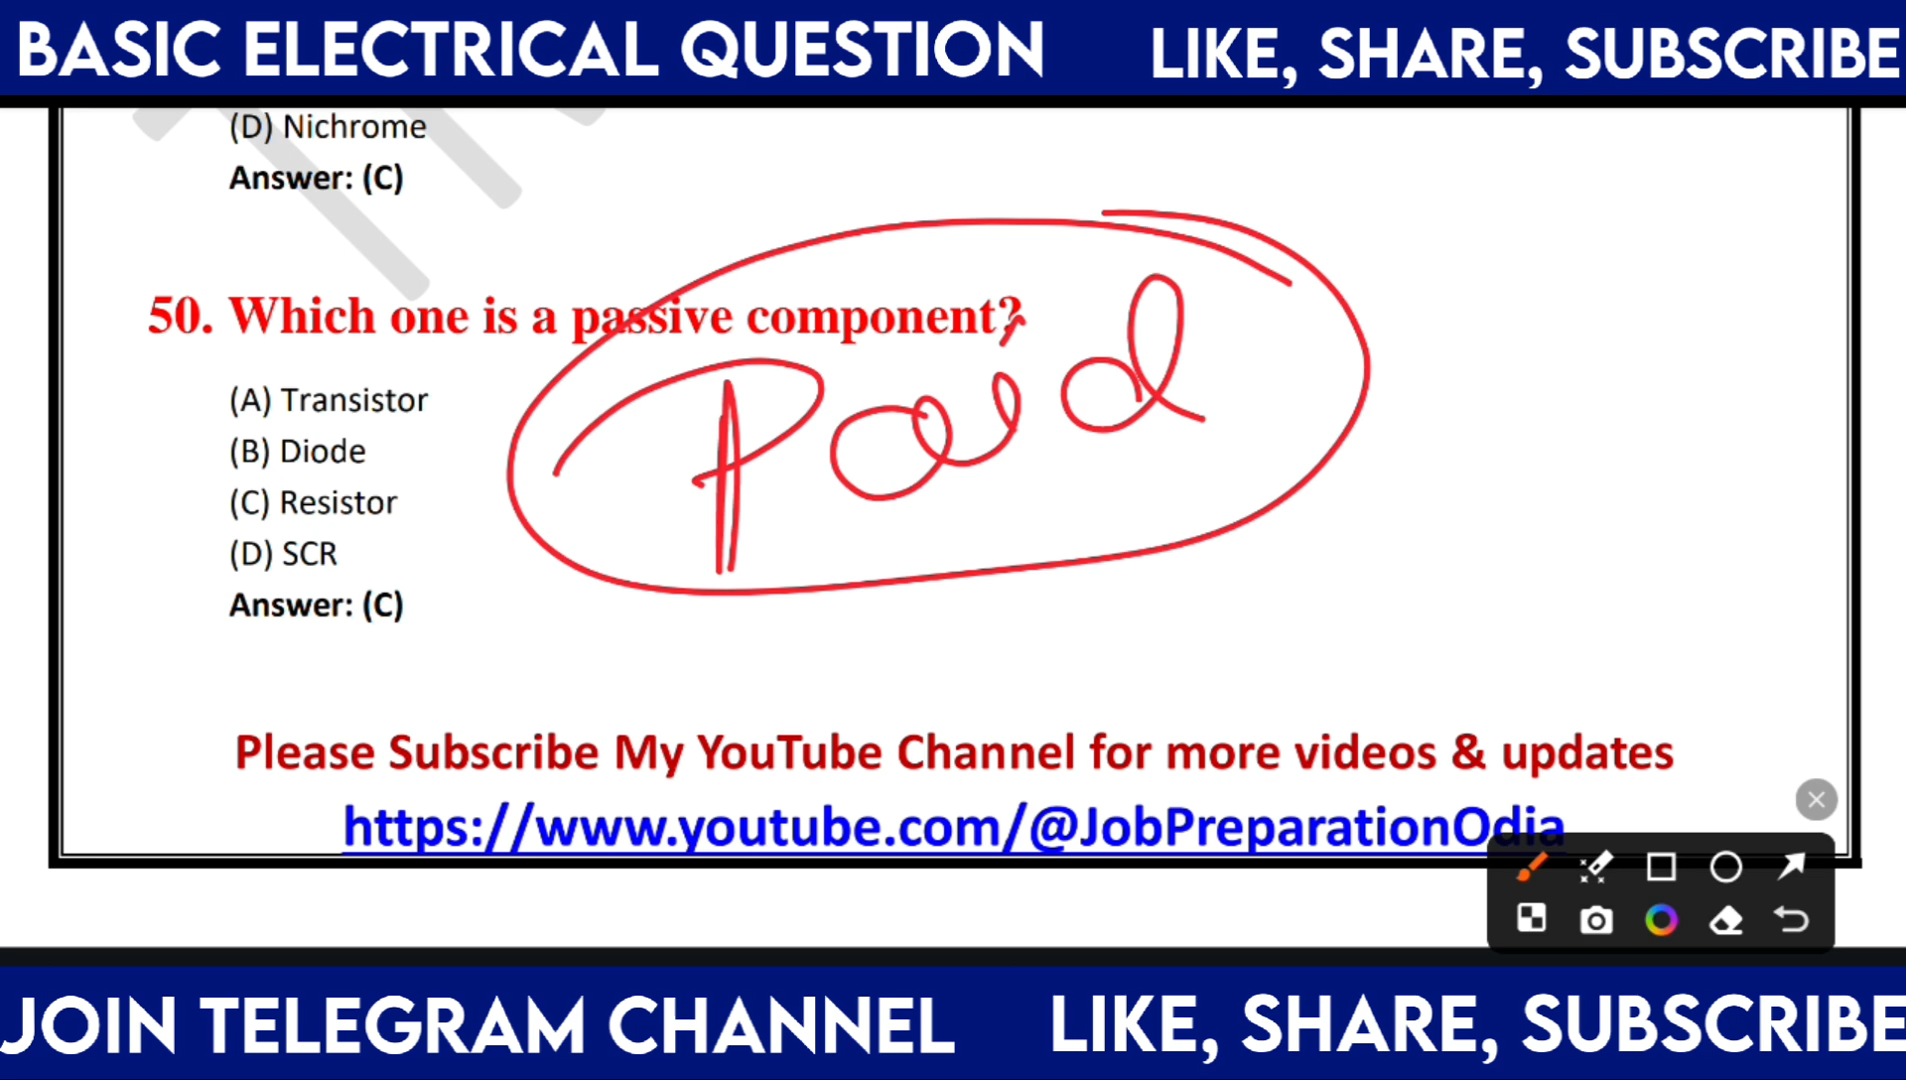 BASIC ELECTRICAL QUESTION LIKE, SHARE, SUBSCRIBE
(D) Nichrome
Answer: (C)
50. Which one is a passive component?
Paid
(A) Transistor
(B) Diode
(C) Resistor
(D) SCR
Answer: (C)
Please Subscribe My YouTube Channel for more videos & updates
https://www.youtube.com/@JobPreparationOdia
JOIN TELEGRAM CHANNEL LIKE, SHARE, SUBSCRIBE